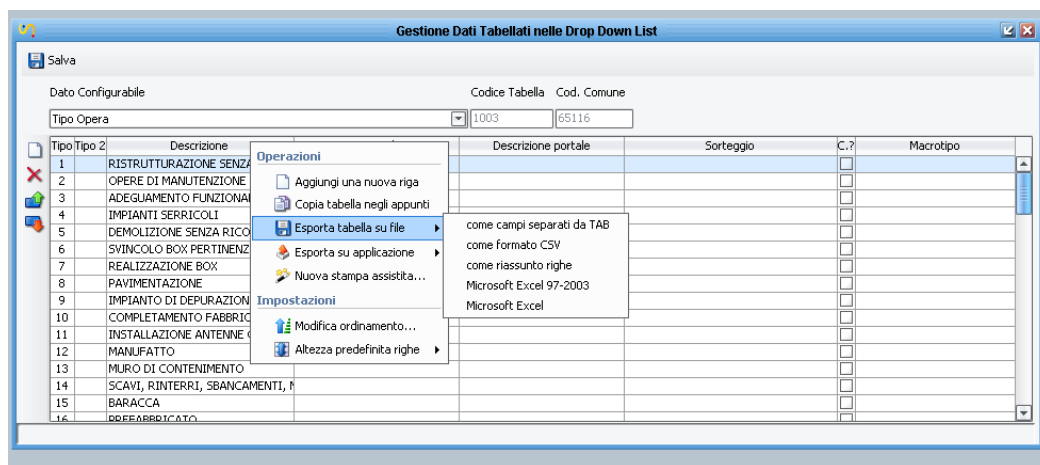 Gestione Dati Tabellati nelle Drop Down List
Salva
Dato Configurabile Codice Tabella Cod. Comune
Tipo Opera 1003 65116
Tipo Tipo 2 Descrizione Descrizione portale Sorteggio C.? Macrotipo
1 RISTRUTTURAZIONE SENZA
2 OPERE DI MANUTENZIONE
3 ADEGUAMENTO FUNZIONAL
4 IMPIANTI SERRICOLI
5 DEMOLIZIONE SENZA RICO
6 SVINCOLO BOX PERTINENZ
7 REALIZZAZIONE BOX
8 PAVIMENTAZIONE
9 IMPIANTO DI DEPURAZION
10 COMPLETAMENTO FABBRIC
11 INSTALLAZIONE ANTENNE
12 MANUFATTO
13 MURO DI CONTENIMENTO
14 SCAVI, RINTERRI, SBANCAMENTI,
15 BARACCA
16 PREFABBRICATO
Operazioni
Aggiungi una nuova riga
Copia tabella negli appunti
Esporta tabella su file
Esporta su applicazione
Nuova stampa assistita...
Impostazioni
Modifica ordinamento...
Altezza predefinita righe
come campi separati da TAB
come formato CSV
come riassunto righe
Microsoft Excel 97-2003
Microsoft Excel